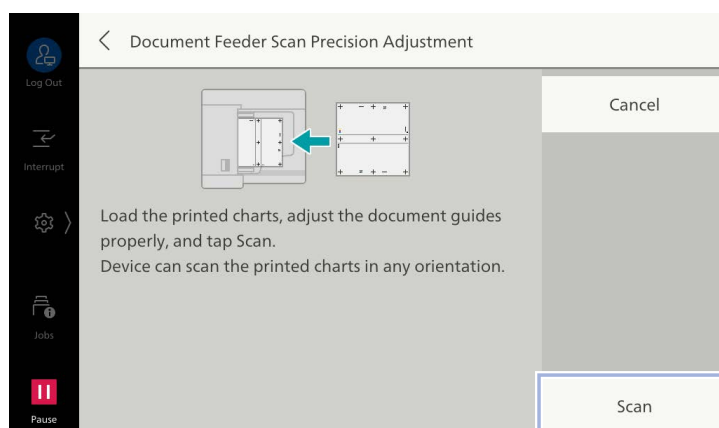 Document Feeder Scan Precision Adjustment
Log Out
Interrupt
Jobs
Pause
Load the printed charts, adjust the document guides
properly, and tap Scan.
Device can scan the printed charts in any orientation.
Cancel
Scan